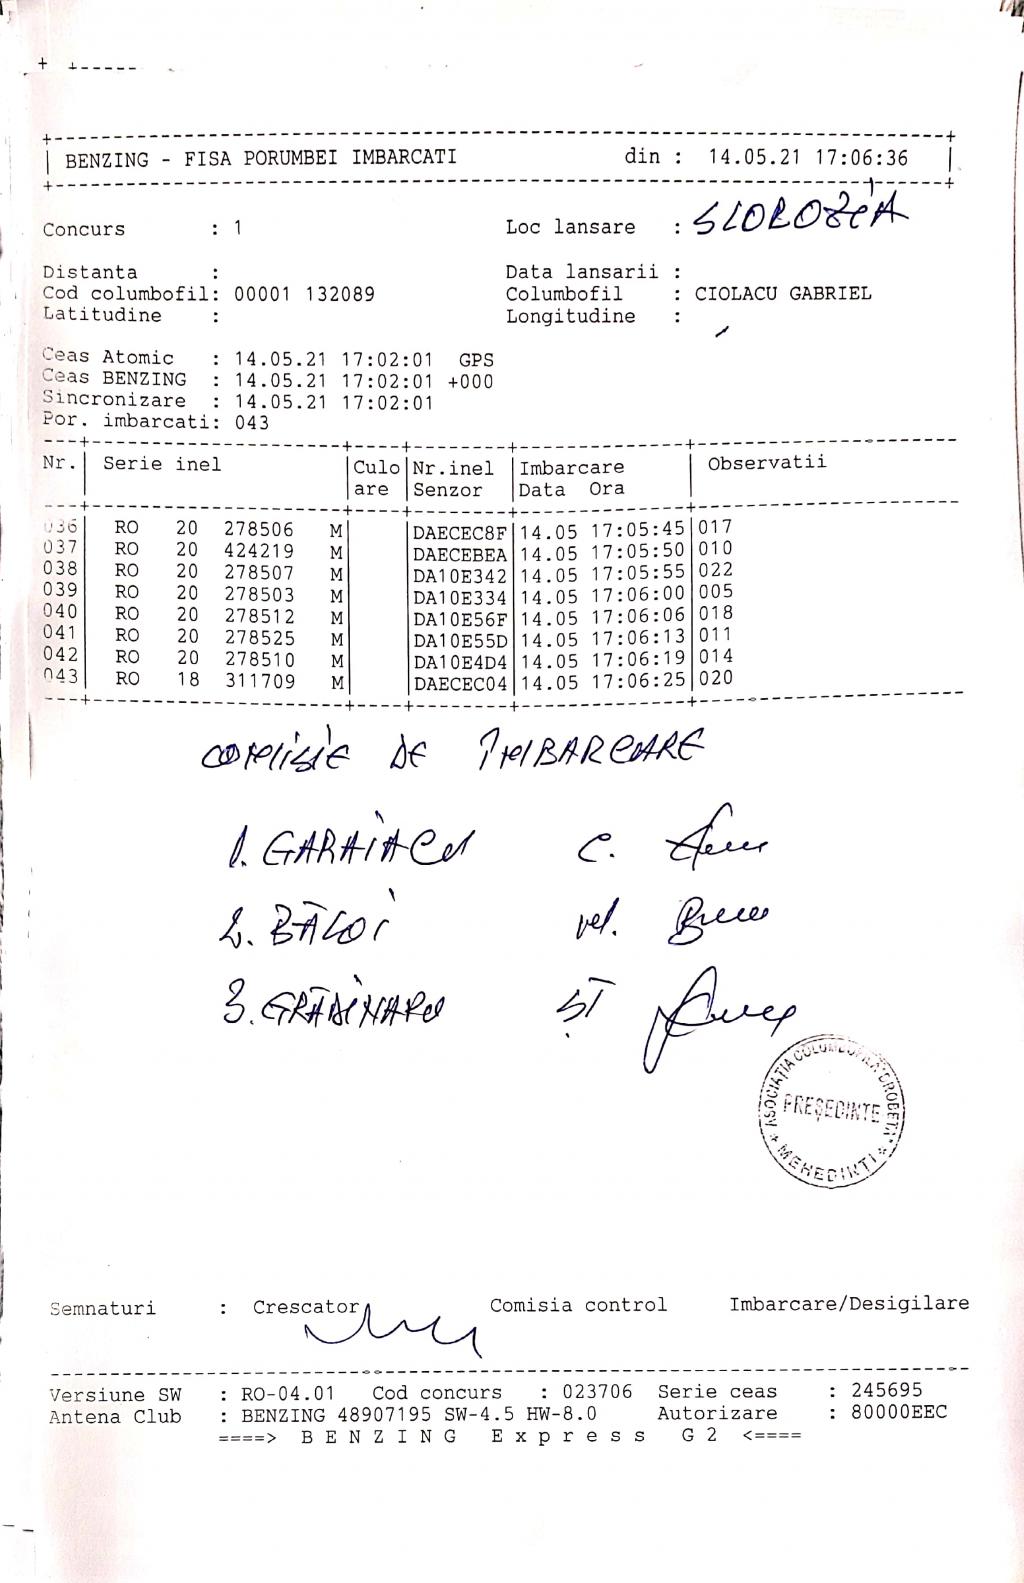 BENZING - FISA PORUMBEI IMBARCATI din : 14.05.21 17:06:36
Concurs : 1 Loc lansare : SLOBOZIA
Distanta : Data lansarii :
Cod columbofil: 00001 132089 Columbofil : CIOLACU GABRIEL
Latitudine : Longitudine :
Ceas Atomic : 14.05.21 17:02:01 GPS
Ceas BENZING : 14.05.21 17:02:01 +000
Sincronizare : 14.05.21 17:02:01
Por. imbarcati: 043
Nr. Serie inel Culo Nr.inel Imbarcare Observatii
are Senzor Data Ora
036 RO 20 278506 M DAECEC8F 14.05 17:05:45 017
037 RO 20 424219 M DAECEBEA 14.05 17:05:50 010
038 RO 20 278507 M DA10E342 14.05 17:05:55 022
039 RO 20 278503 M DA10E334 14.05 17:06:00 005
040 RO 20 278512 M DA10E56F 14.05 17:06:06 018
041 RO 20 278525 M DA10E55D 14.05 17:06:13 011
042 RO 20 278510 M DA10E4D4 14.05 17:06:19 014
043 RO 18 311709 M DAECEC04 14.05 17:06:25 020
COMISIE DE ÎMBARCARE
1. GARAIACU C.
2. BĂLOI
3. GRĂDINARU ȘT
ASOCIAȚIA COLUMBOFILĂ "DROBETA"
PREȘEDINTE
* MEHEDINTI *
Semnaturi : Crescator Comisia control Imbarcare/Desigilare
Versiune SW : RO-04.01 Cod concurs : 023706 Serie ceas : 245695
Antena Club : BENZING 48907195 SW-4.5 HW-8.0 Autorizare : 80000EEC
====> B E N Z I N G E x p r e s s G 2 <====